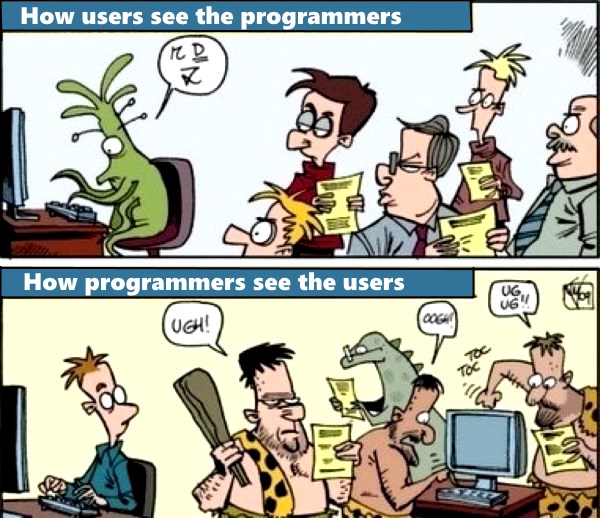 How users see the programmers
How programmers see the users
UGH!
OOGH!
UG
UG!!
TOC
TOC